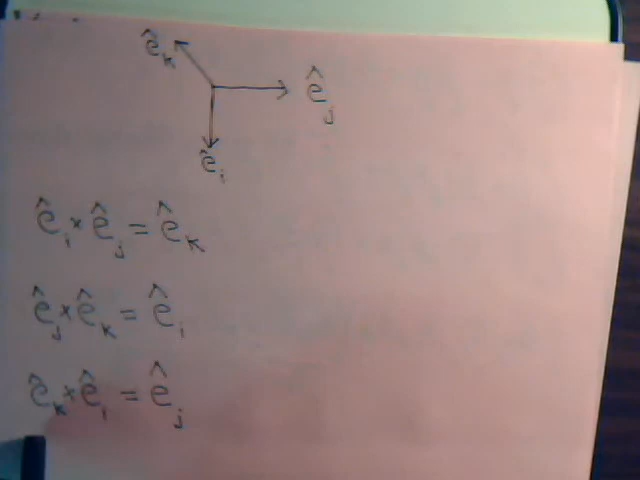 ê_k
ê_j
ê_i
ê_i × ê_j = ê_k
ê_j × ê_k = ê_i
ê_k × ê_i = ê_j